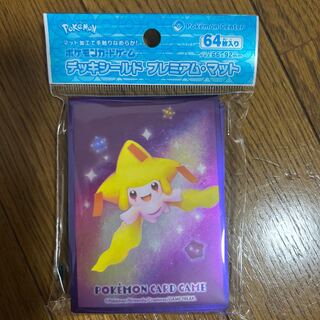 Pokémon
Pokémon Center
マット加工で手触りなめらか!
ポケモンカードゲーム
64枚入り
デッキシールド プレミアム・マット
POKÉMON CARD GAME